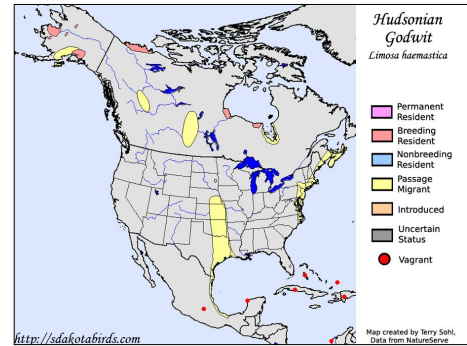 Hudsonian
Godwit
Limosa haemastica
Permanent
Resident
Breeding
Resident
Nonbreeding
Resident
Passage
Migrant
Introduced
Uncertain
Status
Vagrant
Map created by Terry Sohl,
Data from NatureServe
http://sdakotabirds.com